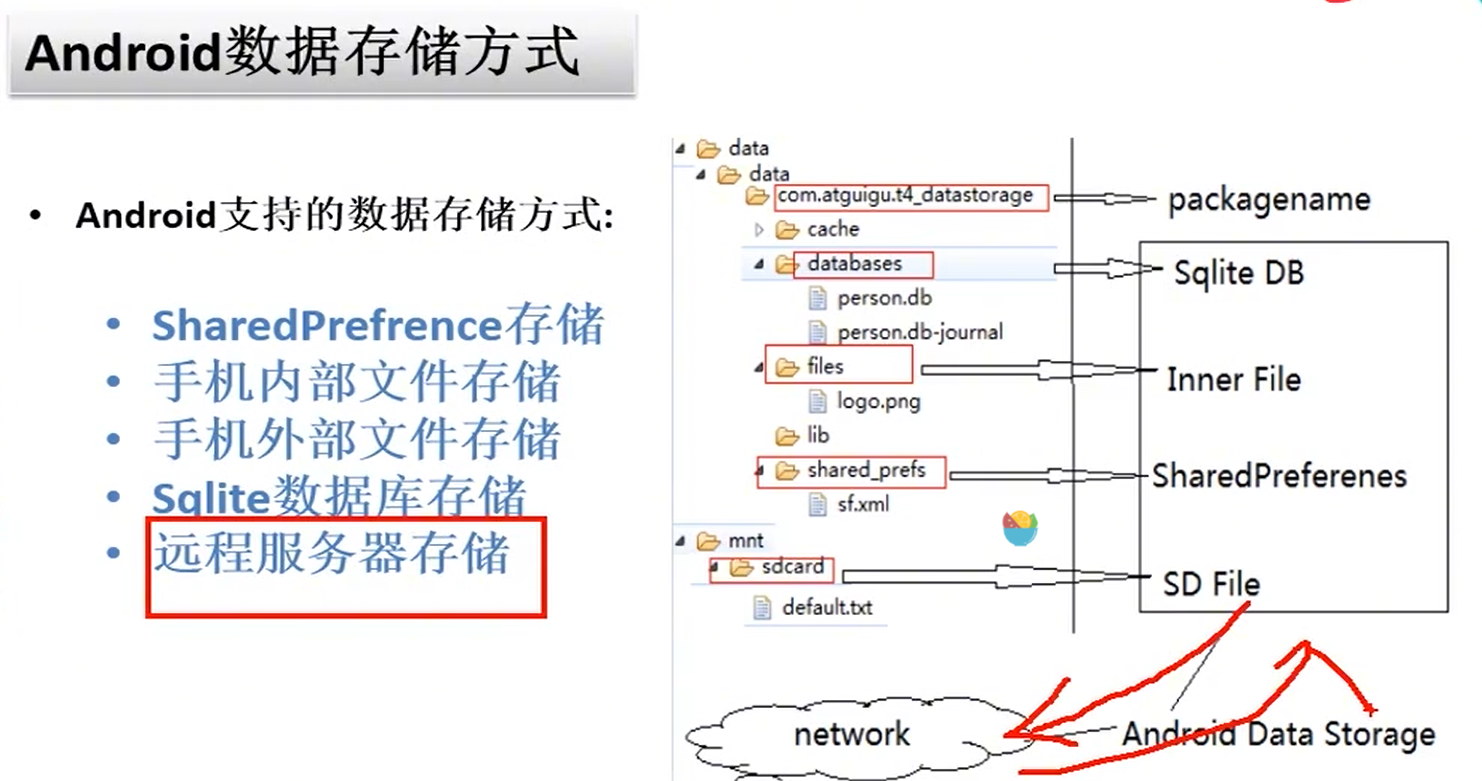 Android数据存储方式
Android支持的数据存储方式:
SharedPrefrence存储
手机内部文件存储
手机外部文件存储
Sqlite数据库存储
远程服务器存储
data
data
com.atguigu.t4_datastorage
packagename
cache
databases
Sqlite DB
person.db
person.db-journal
files
Inner File
logo.png
lib
shared_prefs
SharedPreferenes
sf.xml
mnt
sdcard
SD File
default.txt
network
Android Data Storage